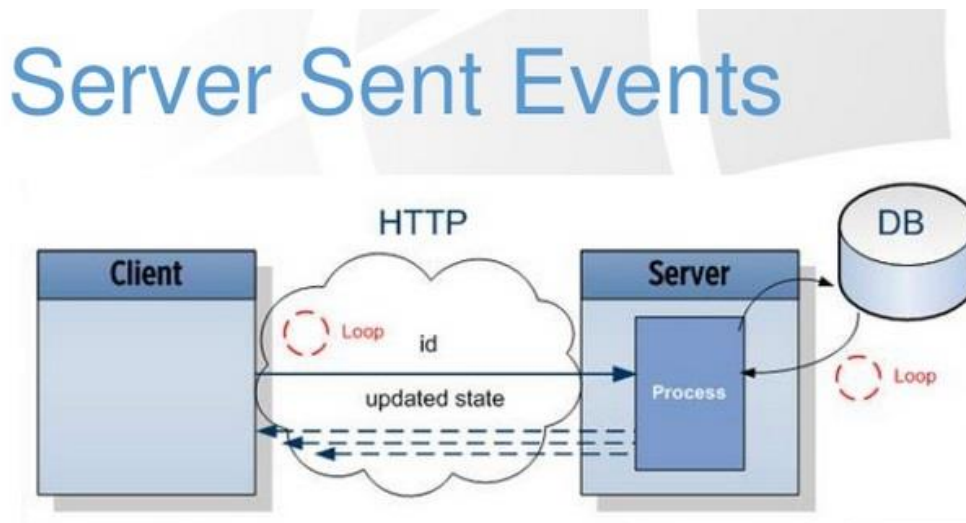 Server Sent Events
HTTP
DB
Client
Server
Loop
id
updated state
Process
Loop